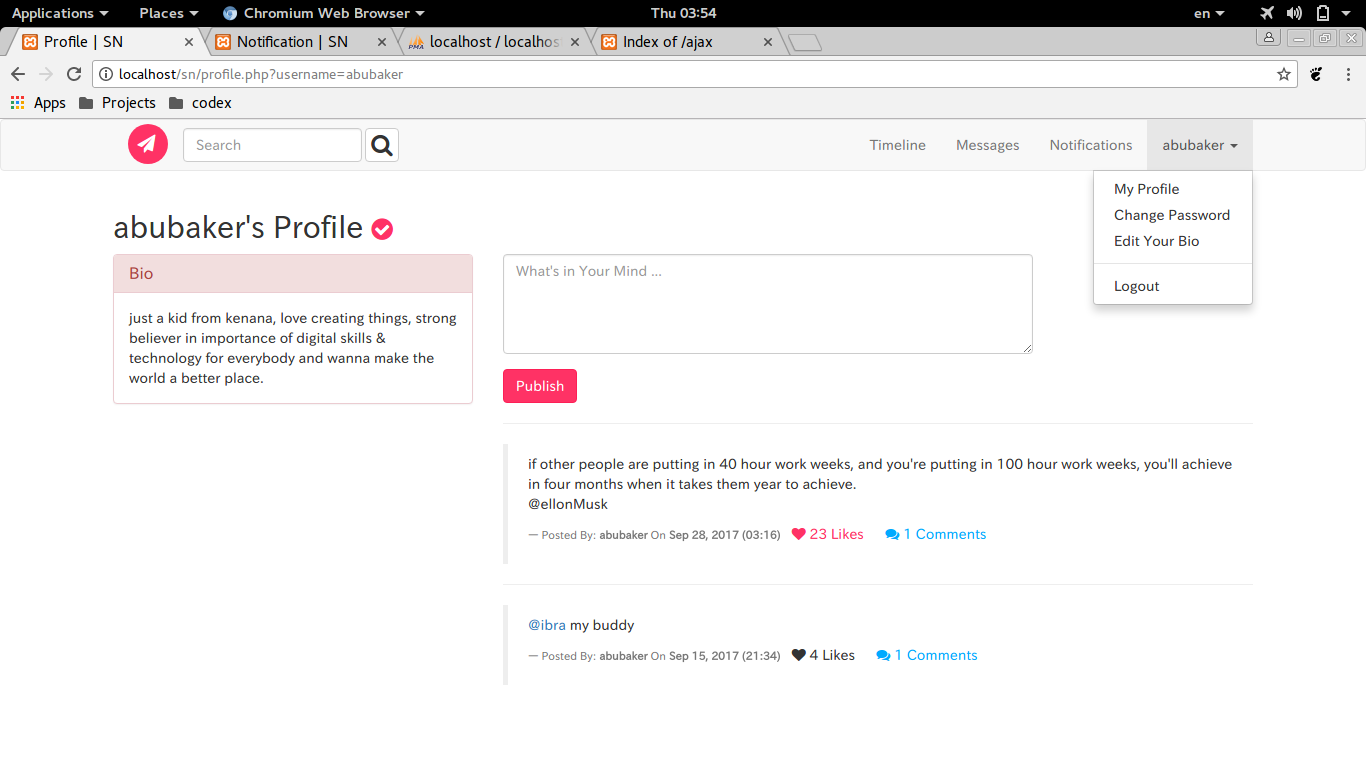 Applications Places Chromium Web Browser Thu 03:54 en
Profile | SN Notification | SN localhost / localhos Index of /ajax
localhost/sn/profile.php?username=abubaker
Apps Projects codex
Search Timeline Messages Notifications abubaker
My Profile
Change Password
Edit Your Bio
Logout
abubaker's Profile
Bio
just a kid from kenana, love creating things, strong
believer in importance of digital skills &
technology for everybody and wanna make the
world a better place.
What's in Your Mind ...
Publish
if other people are putting in 40 hour work weeks, and you're putting in 100 hour work weeks, you'll achieve
in four months when it takes them year to achieve.
@ellonMusk
— Posted By: abubaker On Sep 28, 2017 (03:16) 23 Likes 1 Comments
@ibra my buddy
— Posted By: abubaker On Sep 15, 2017 (21:34) 4 Likes 1 Comments